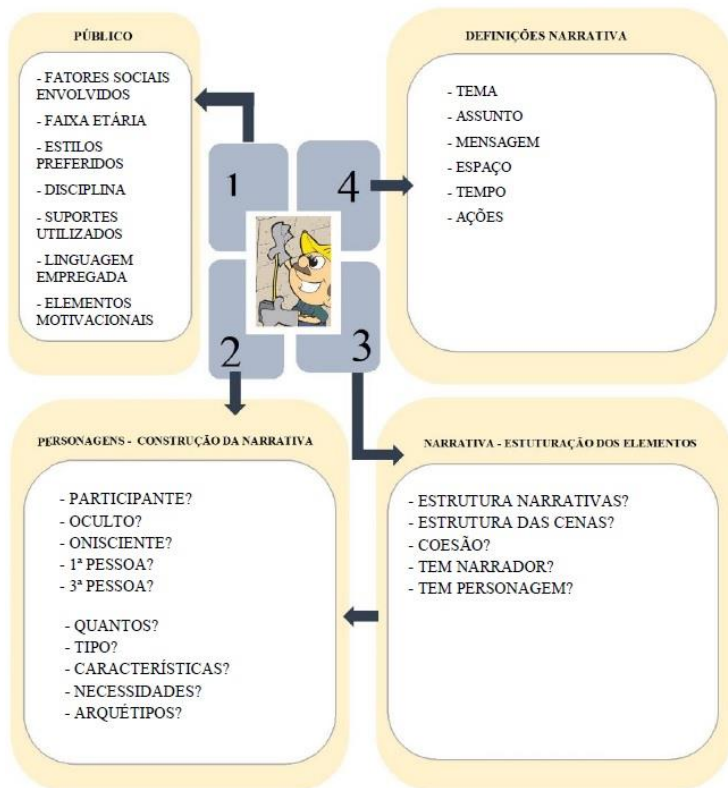 PÚBLICO
- FATORES SOCIAIS
ENVOLVIDOS
- FAIXA ETÁRIA
- ESTILOS
PREFERIDOS
- DISCIPLINA
- SUPORTES
UTILIZADOS
- LINGUAGEM
EMPREGADA
- ELEMENTOS
MOTIVACIONAIS
DEFINIÇÕES NARRATIVA
- TEMA
- ASSUNTO
- MENSAGEM
- ESPAÇO
- TEMPO
- AÇÕES
1
4
2
3
PERSONAGENS - CONSTRUÇÃO DA NARRATIVA
- PARTICIPANTE?
- OCULTO?
- ONISCIENTE?
- 1ª PESSOA?
- 3ª PESSOA?
- QUANTOS?
- TIPO?
- CARACTERÍSTICAS?
- NECESSIDADES?
- ARQUÉTIPOS?
NARRATIVA - ESTUTURAÇÃO DOS ELEMENTOS
- ESTRUTURA NARRATIVAS?
- ESTRUTURA DAS CENAS?
- COESÃO?
- TEM NARRADOR?
- TEM PERSONAGEM?